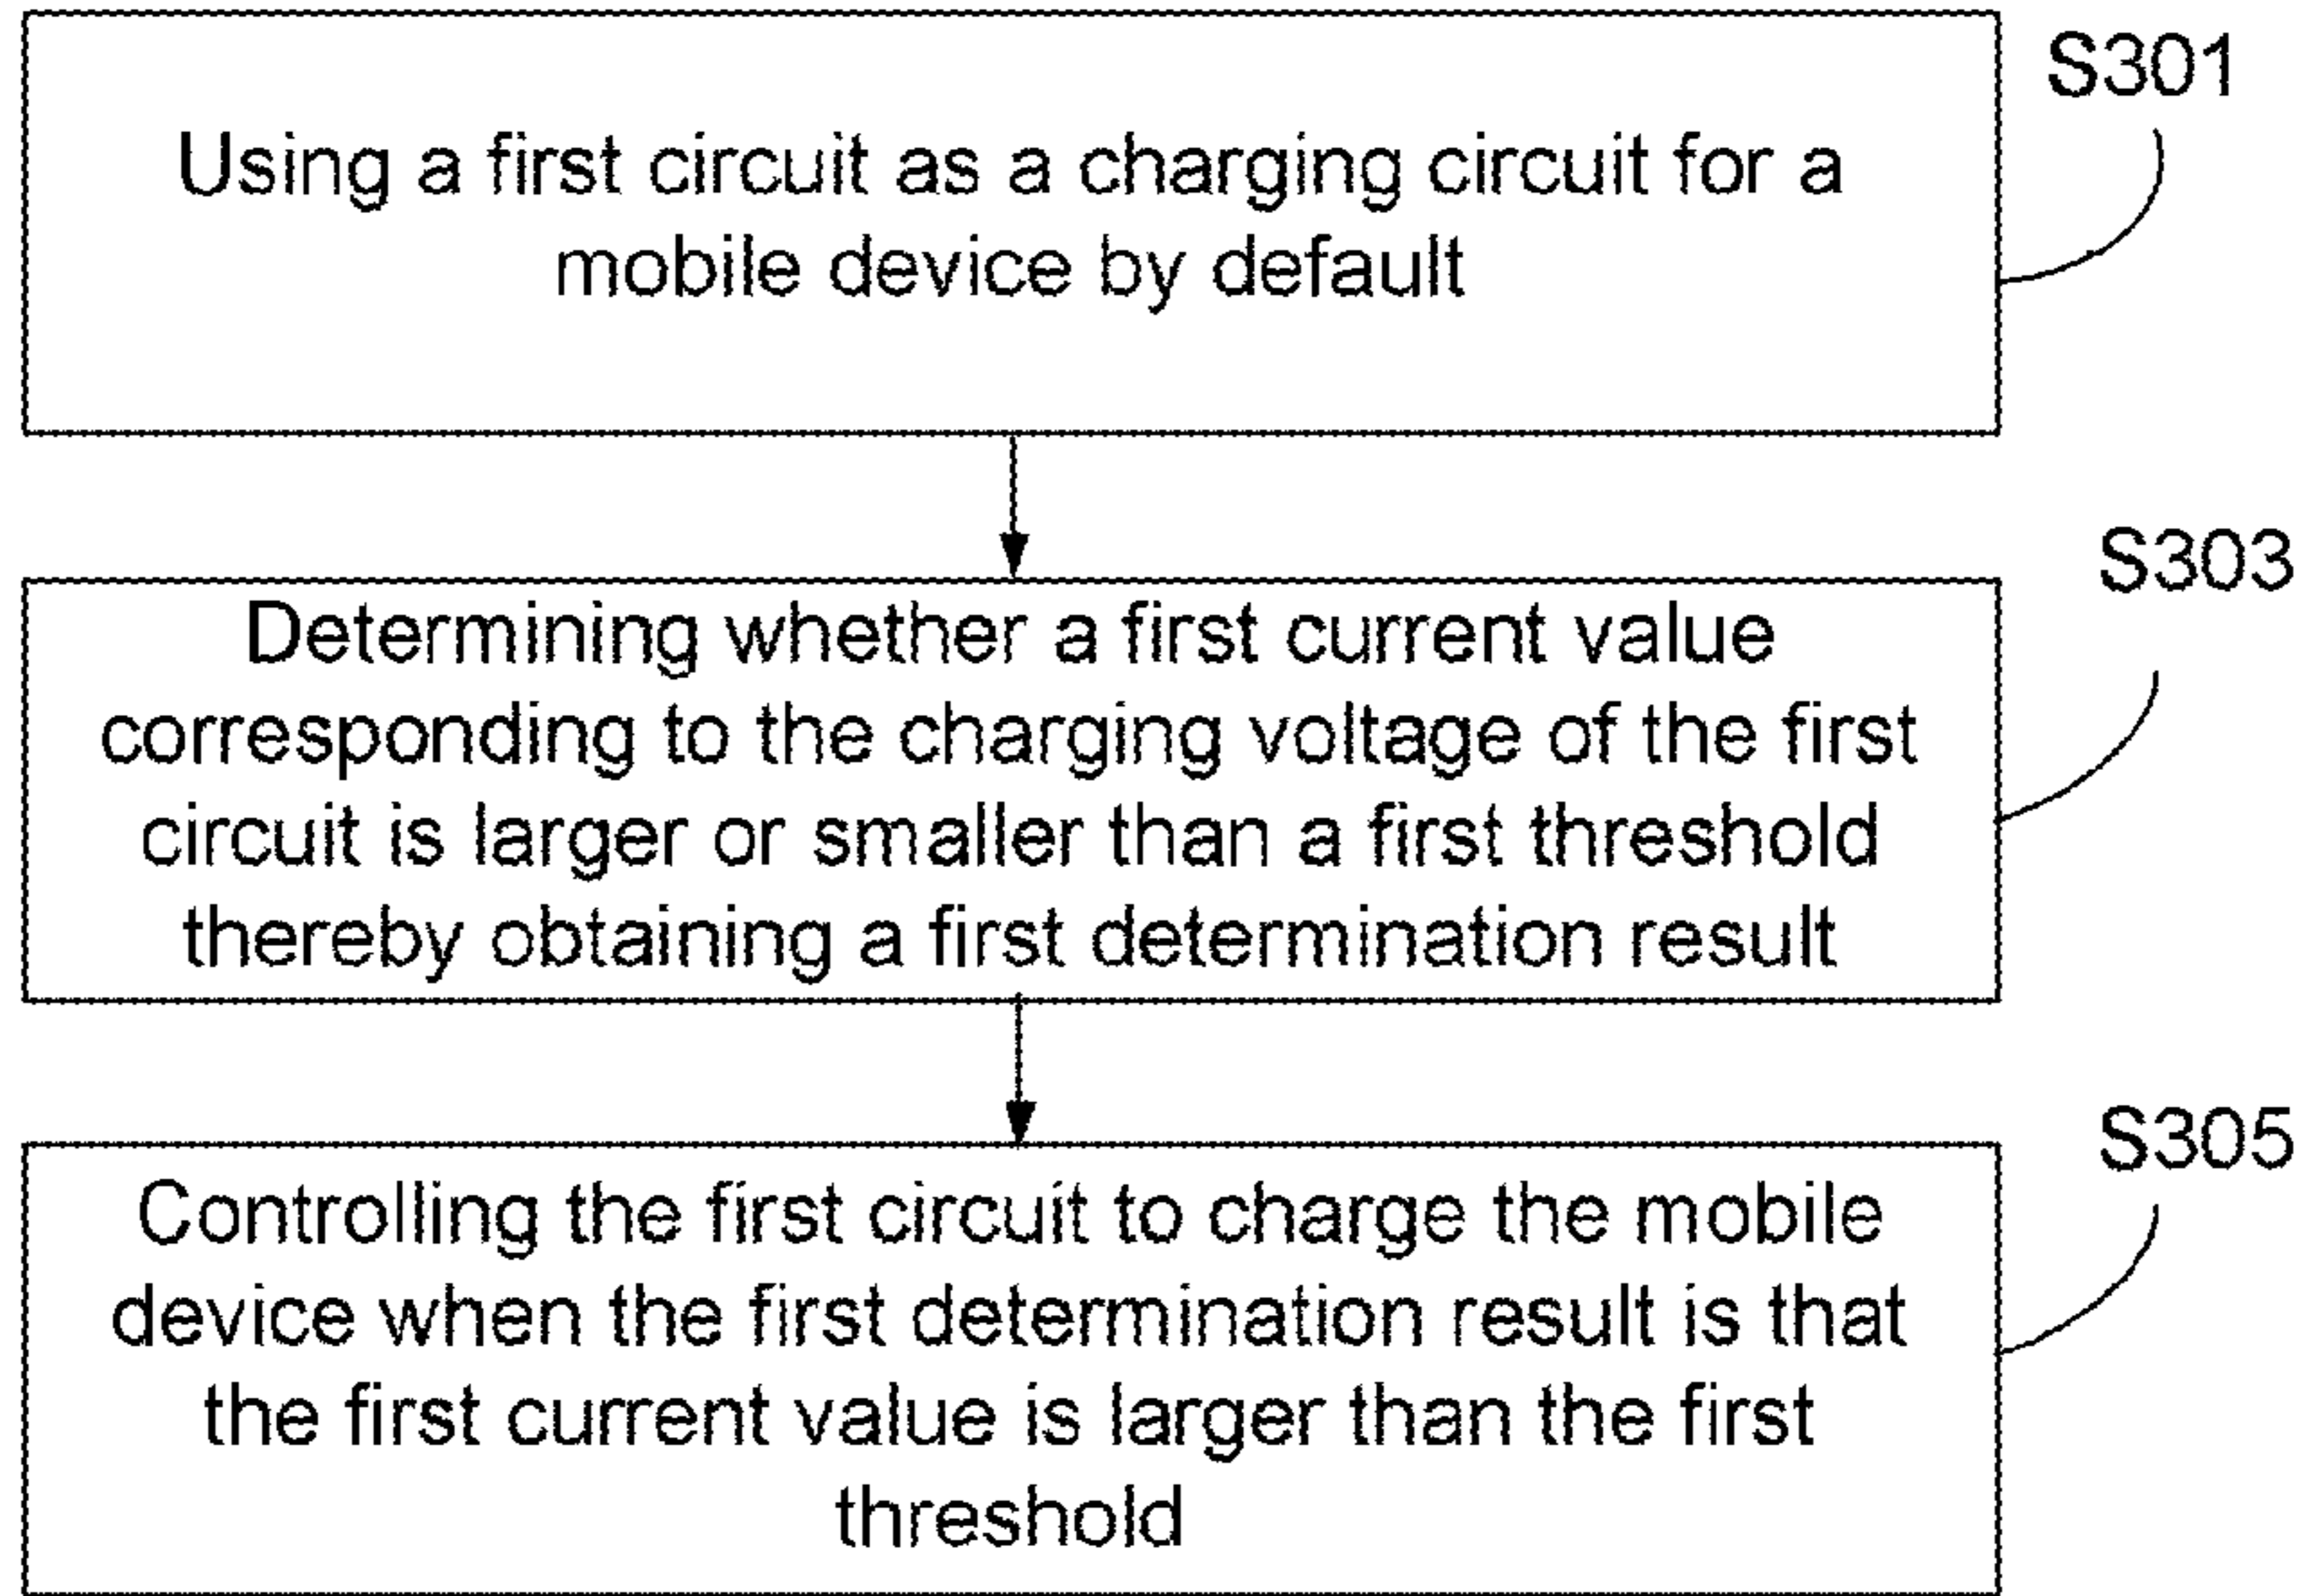 Using a first circuit as a charging circuit for a
mobile device by default
S301
Determining whether a first current value
corresponding to the charging voltage of the first
circuit is larger or smaller than a first threshold
thereby obtaining a first determination result
S303
Controlling the first circuit to charge the mobile
device when the first determination result is that
the first current value is larger than the first
threshold
S305